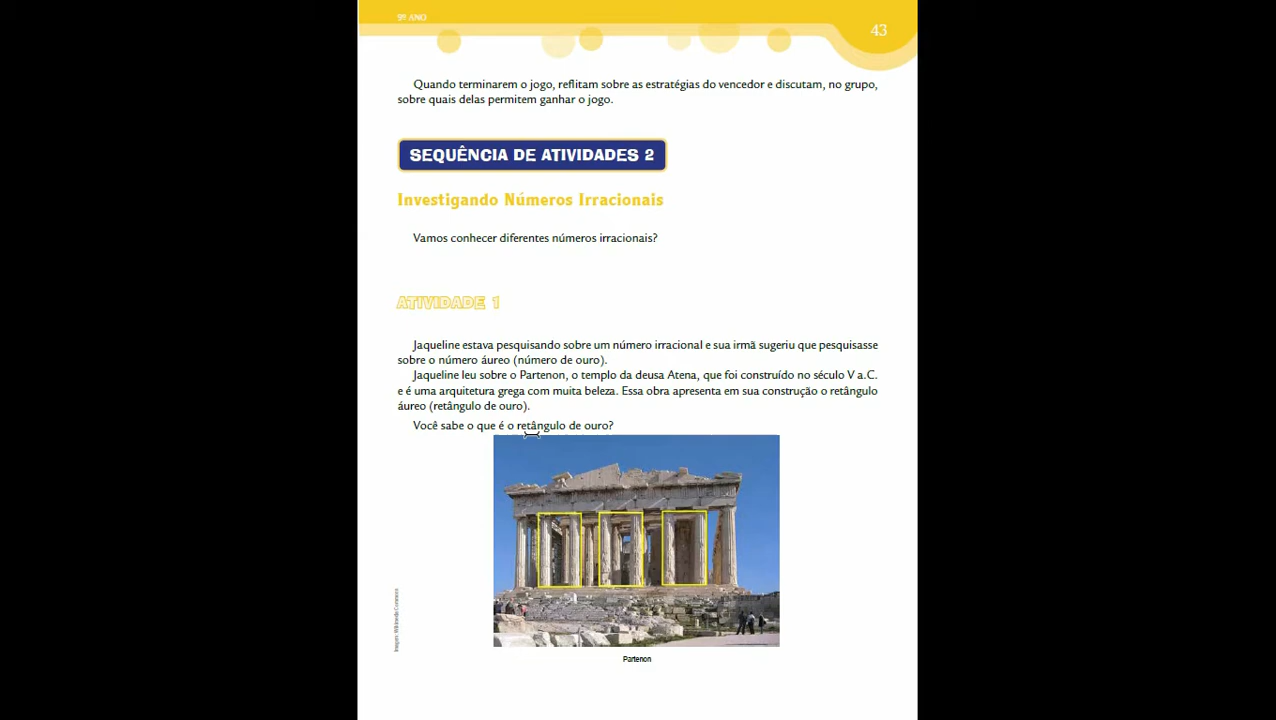 9º ANO
43
Quando terminarem o jogo, reflitam sobre as estratégias do vencedor e discutam, no grupo,
sobre quais delas permitem ganhar o jogo.
SEQUÊNCIA DE ATIVIDADES 2
Investigando Números Irracionais
Vamos conhecer diferentes números irracionais?
ATIVIDADE 1
Jaqueline estava pesquisando sobre um número irracional e sua irmã sugeriu que pesquisasse
sobre o número áureo (número de ouro).
Jaqueline leu sobre o Partenon, o templo da deusa Atena, que foi construído no século V a.C.
e é uma arquitetura grega com muita beleza. Essa obra apresenta em sua construção o retângulo
áureo (retângulo de ouro).
Você sabe o que é o retângulo de ouro?
Imagem: Wikimedia Commons
Partenon